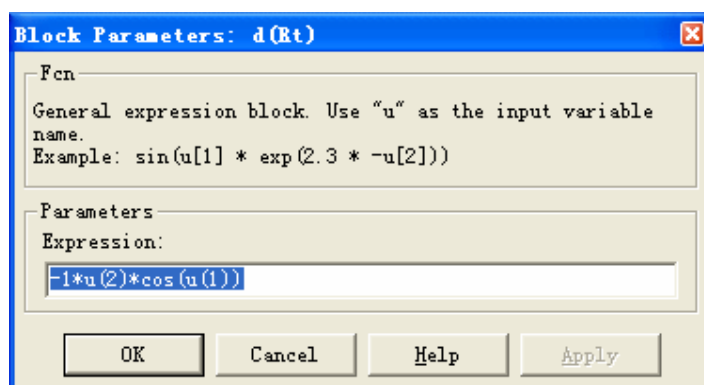 Block Parameters: d(Rt)
Fcn
General expression block. Use "u" as the input variable
name.
Example: sin(u[1] * exp(2.3 * -u[2]))
Parameters
Expression:
-1*u(2)*cos(u(1))
OK
Cancel
Help
Apply